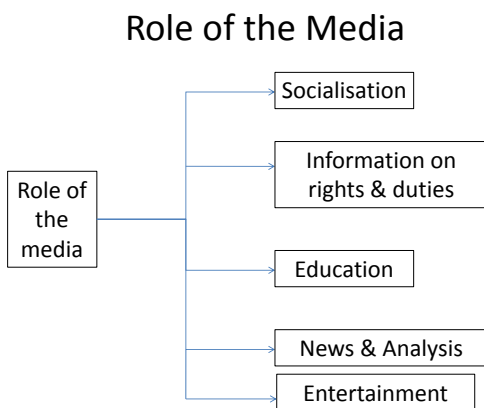 Role of the Media
Socialisation
Information on
rights & duties
Role of
the
media
Education
News & Analysis
Entertainment